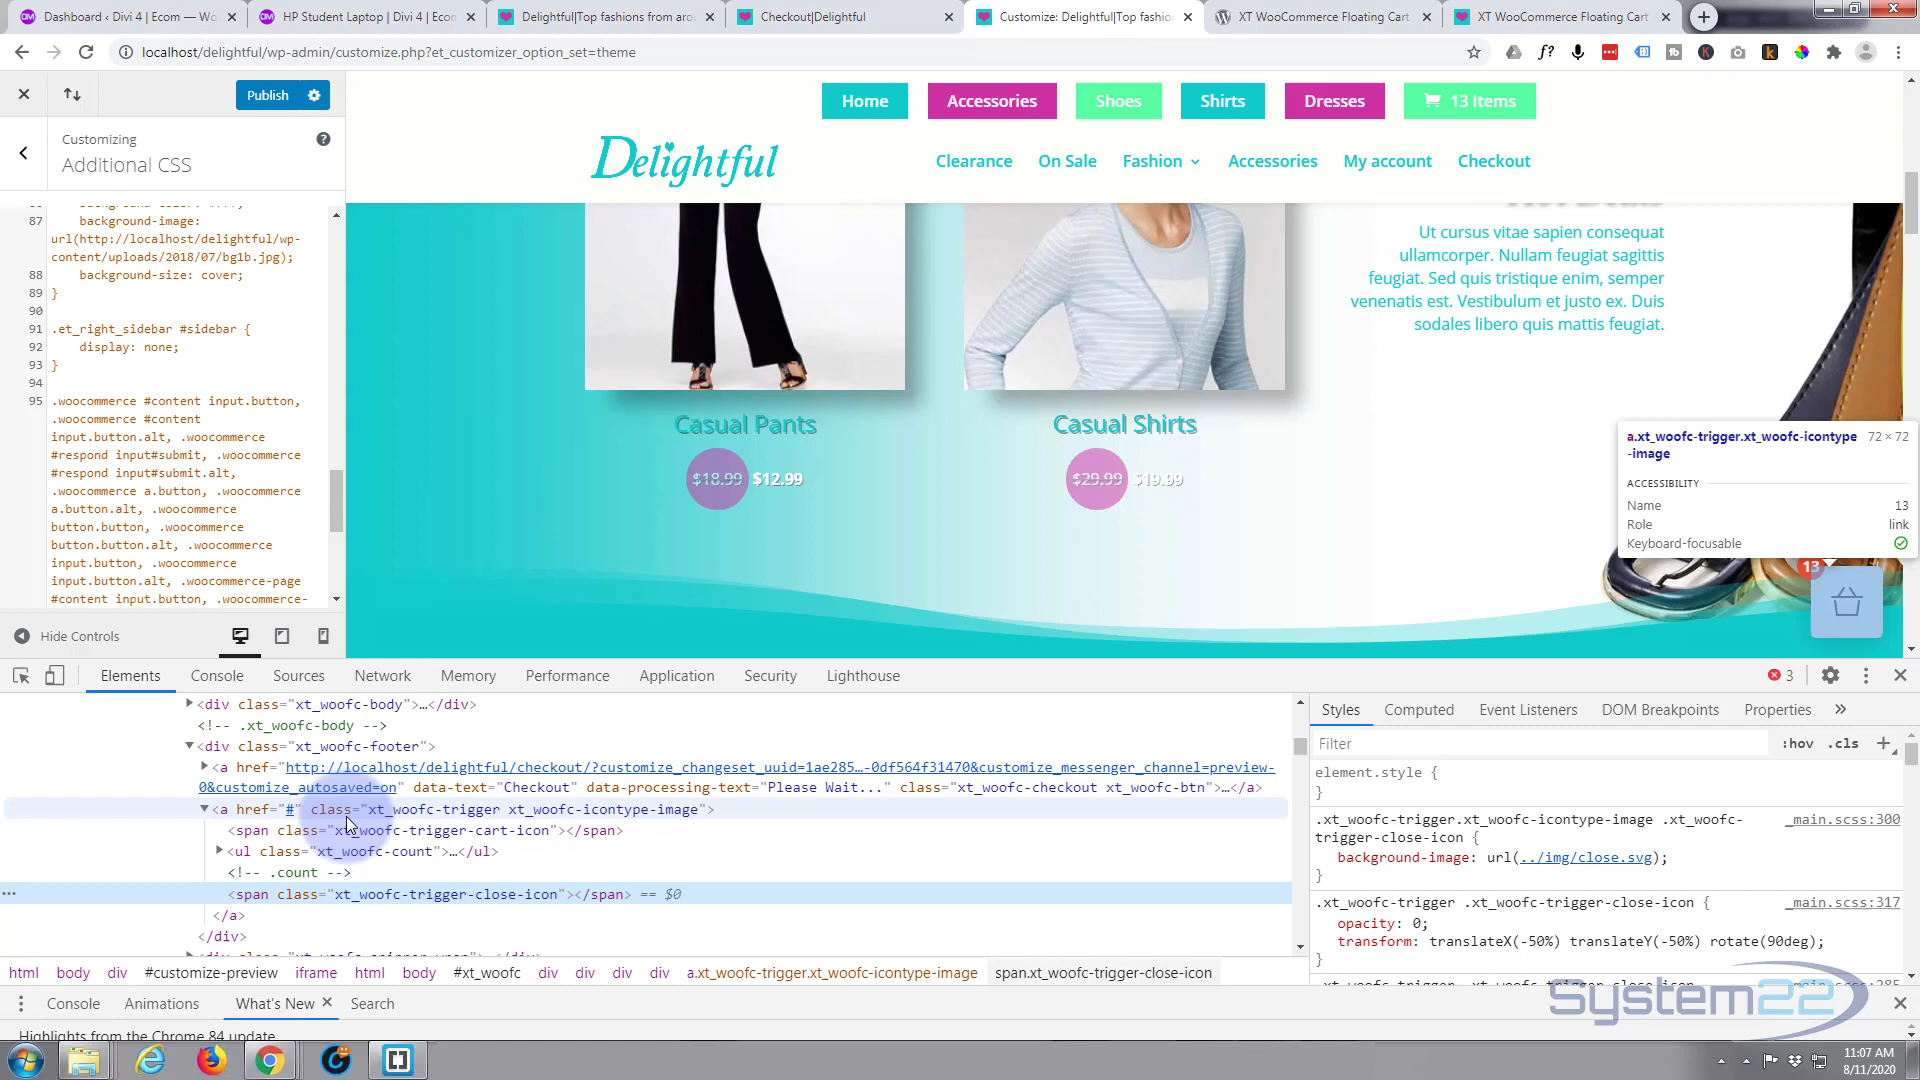 Dashboard ‹ Divi 4 | Ecom — Wo
HP Student Laptop | Divi 4 | Econ
Delightful|Top fashions from arou
Checkout|Delightful
Customize: Delightful|Top fashio
XT WooCommerce Floating Cart
XT WooCommerce Floating Cart
localhost/delightful/wp-admin/customize.php?et_customizer_option_set=theme
Publish
Customizing
Additional CSS
87 background-image:
url(http://localhost/delightful/wp-
content/uploads/2018/07/bg1b.jpg);
88 background-size: cover;
89 }
90
91 .et_right_sidebar #sidebar {
92 display: none;
93 }
94
95 .woocommerce #content input.button,
.woocommerce #content
input.button.alt, .woocommerce
#respond input#submit, .woocommerce
#respond input#submit.alt,
.woocommerce a.button, .woocommerce
a.button.alt, .woocommerce
button.button, .woocommerce
button.button.alt, .woocommerce
input.button, .woocommerce
input.button.alt, .woocommerce-page
#content input.button, .woocommerce-
Hide Controls
Home
Accessories
Shoes
Shirts
Dresses
13 Items
Delightful
Clearance
On Sale
Fashion
Accessories
My account
Checkout
Ut cursus vitae sapien consequat
ullamcorper. Nullam feugiat sagittis
feugiat. Sed quis tristique enim, semper
venenatis est. Vestibulum et justo ex. Duis
sodales libero quis mattis feugiat.
Casual Pants
$18.99 $12.99
Casual Shirts
$29.99 $19.99
a.xt_woofc-trigger.xt_woofc-icontype
-image
72 × 72
ACCESSIBILITY
Name 13
Role link
Keyboard-focusable
13
Elements
Console
Sources
Network
Memory
Performance
Application
Security
Lighthouse
3
<div class="xt_woofc-body">…</div>
<!-- .xt_woofc-body -->
<div class="xt_woofc-footer">
<a href="http://localhost/delightful/checkout/?customize_changeset_uuid=1ae285…-0df564f31470&customize_messenger_channel=preview-
0&customize_autosaved=on" data-text="Checkout" data-processing-text="Please Wait..." class="xt_woofc-checkout xt_woofc-btn">…</a>
<a href="#" class="xt_woofc-trigger xt_woofc-icontype-image">
<span class="xt_woofc-trigger-cart-icon"></span>
<ul class="xt_woofc-count">…</ul>
<!-- .count -->
<span class="xt_woofc-trigger-close-icon"></span> == $0
</a>
</div>
html
body
div
#customize-preview
iframe
html
body
#xt_woofc
div
div
div
div
a.xt_woofc-trigger.xt_woofc-icontype-image
span.xt_woofc-trigger-close-icon
Styles
Computed
Event Listeners
DOM Breakpoints
Properties
Filter
:hov .cls
element.style {
}
.xt_woofc-trigger.xt_woofc-icontype-image .xt_woofc- _main.scss:300
trigger-close-icon {
background-image: url(../img/close.svg);
}
.xt_woofc-trigger .xt_woofc-trigger-close-icon { _main.scss:317
opacity: 0;
transform: translateX(-50%) translateY(-50%) rotate(90deg);
}
Console
Animations
What's New
Search
Highlights from the Chrome 84 update
System22
11:07 AM
8/11/2020